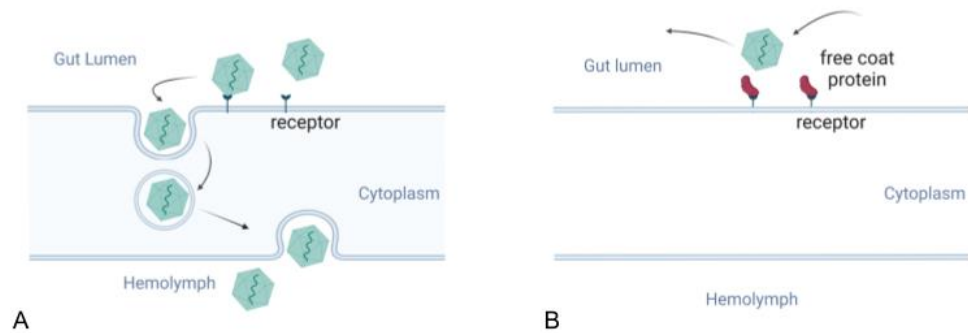 Gut Lumen
receptor
Cytoplasm
Hemolymph
A
Gut lumen
free coat
protein
receptor
Cytoplasm
Hemolymph
B